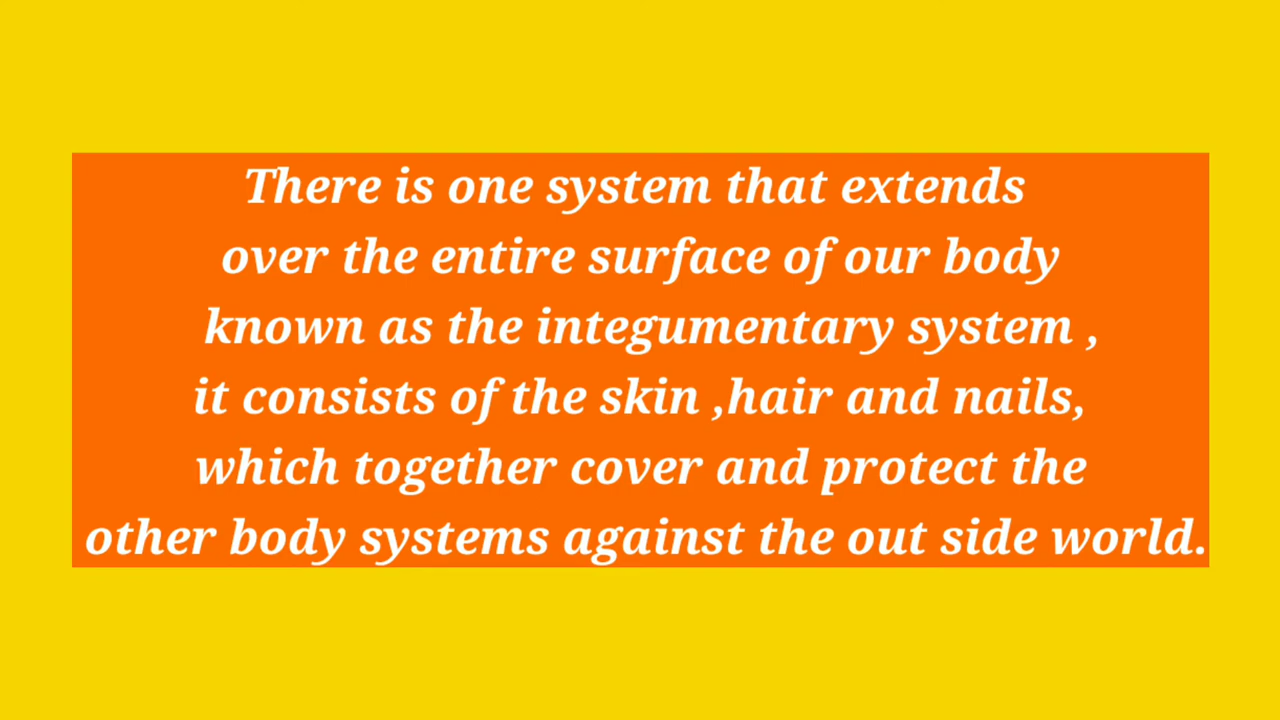 There is one system that extends
over the entire surface of our body
known as the integumentary system ,
it consists of the skin ,hair and nails,
which together cover and protect the
other body systems against the out side world.